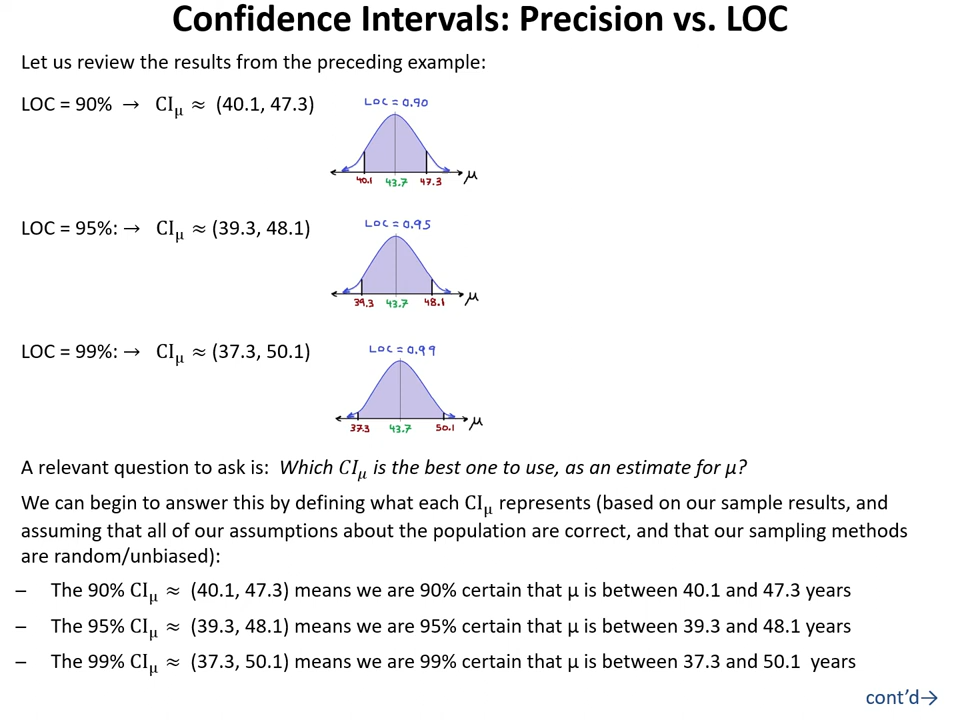 Confidence Intervals: Precision vs. LOC
Let us review the results from the preceding example:
LOC = 90% → CIμ ≈ (40.1, 47.3)
LOC = 0.90
40.1 43.7 47.3 μ
LOC = 95%: → CIμ ≈ (39.3, 48.1)
LOC = 0.95
39.3 43.7 48.1 μ
LOC = 99%: → CIμ ≈ (37.3, 50.1)
LOC = 0.99
37.3 43.7 50.1 μ
A relevant question to ask is: Which CIμ is the best one to use, as an estimate for μ?
We can begin to answer this by defining what each CIμ represents (based on our sample results, and
assuming that all of our assumptions about the population are correct, and that our sampling methods
are random/unbiased):
– The 90% CIμ ≈ (40.1, 47.3) means we are 90% certain that μ is between 40.1 and 47.3 years
– The 95% CIμ ≈ (39.3, 48.1) means we are 95% certain that μ is between 39.3 and 48.1 years
– The 99% CIμ ≈ (37.3, 50.1) means we are 99% certain that μ is between 37.3 and 50.1 years
cont'd→